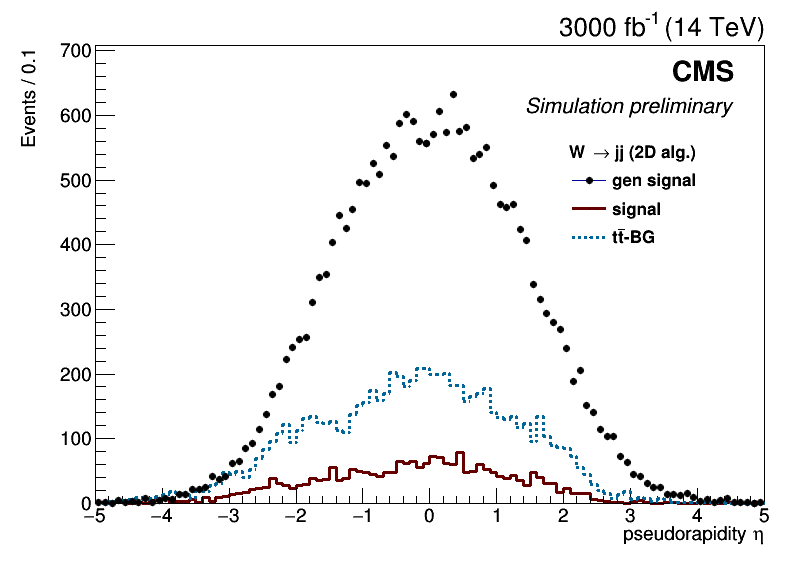 3000 fb-1 (14 TeV)
CMS
Simulation preliminary
W → jj (2D alg.)
gen signal
signal
tt̄-BG
Events / 0.1
700
600
500
400
300
200
100
0
−5 −4 −3 −2 −1 0 1 2 3 4 5
pseudorapidity η